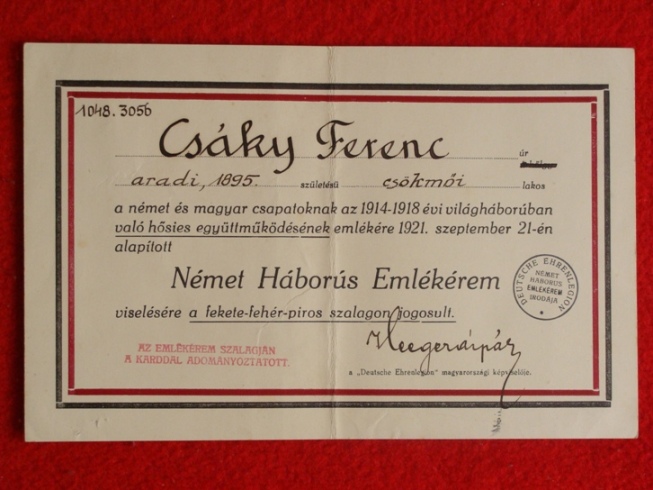 1048.3056
Csáky Ferenc úr
aradi, 1895. születésü csökmői lakos
a német és magyar csapatoknak az 1914-1918 évi világháborúban
való hősies együttműködésének emlékére 1921. szeptember 21-én
alapított
Német Háborús Emlékérem
viselésére a fekete-fehér-piros szalagon jogosult.
DEUTSCHE EHRENLEGION
NÉMET
HÁBORÚS
EMLÉKÉREM
IRODÁJA
AZ EMLÉKÉREM SZALAGJÁN
A KARDDAL ADOMÁNYOZTATOTT.
Heegerárpár
a „Deutsche Ehrenlegion" magyarországi képviselője.